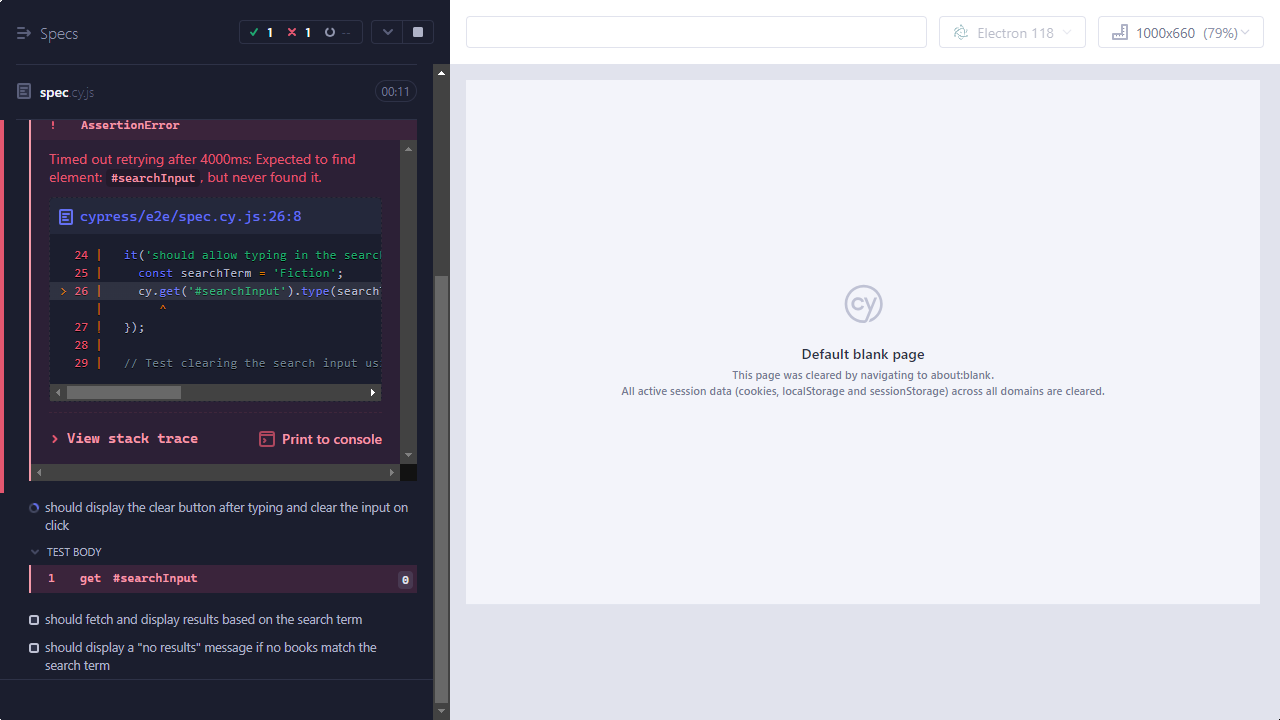 Specs
1
1
--
spec.cy.js
00:11
! AssertionError
Timed out retrying after 4000ms: Expected to find
element: #searchInput, but never found it.
cypress/e2e/spec.cy.js:26:8
24 | it('should allow typing in the search
25 | const searchTerm = 'Fiction';
> 26 | cy.get('#searchInput').type(search
| ^
27 | });
28 |
29 | // Test clearing the search input usi
View stack trace
Print to console
should display the clear button after typing and clear the input on
click
TEST BODY
1 get #searchInput
0
should fetch and display results based on the search term
should display a "no results" message if no books match the
search term
Electron 118
1000x660 (79%)
cy
Default blank page
This page was cleared by navigating to about:blank.
All active session data (cookies, localStorage and sessionStorage) across all domains are cleared.